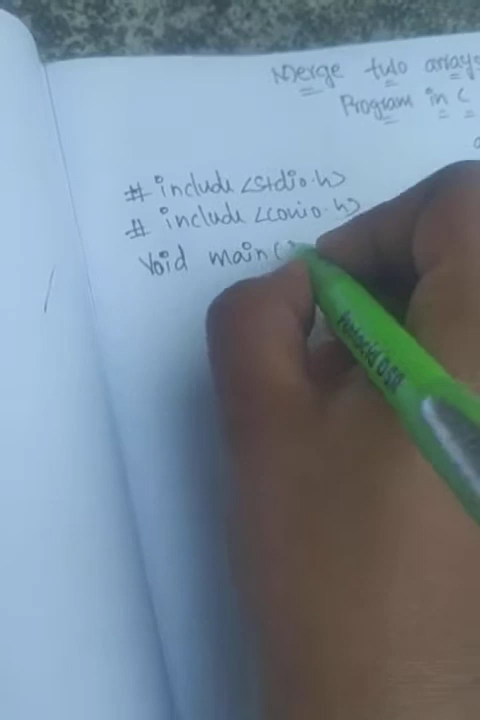 Merge two arrays
Program in C
# include <stdio.h>
# include <conio.h>
Void main()